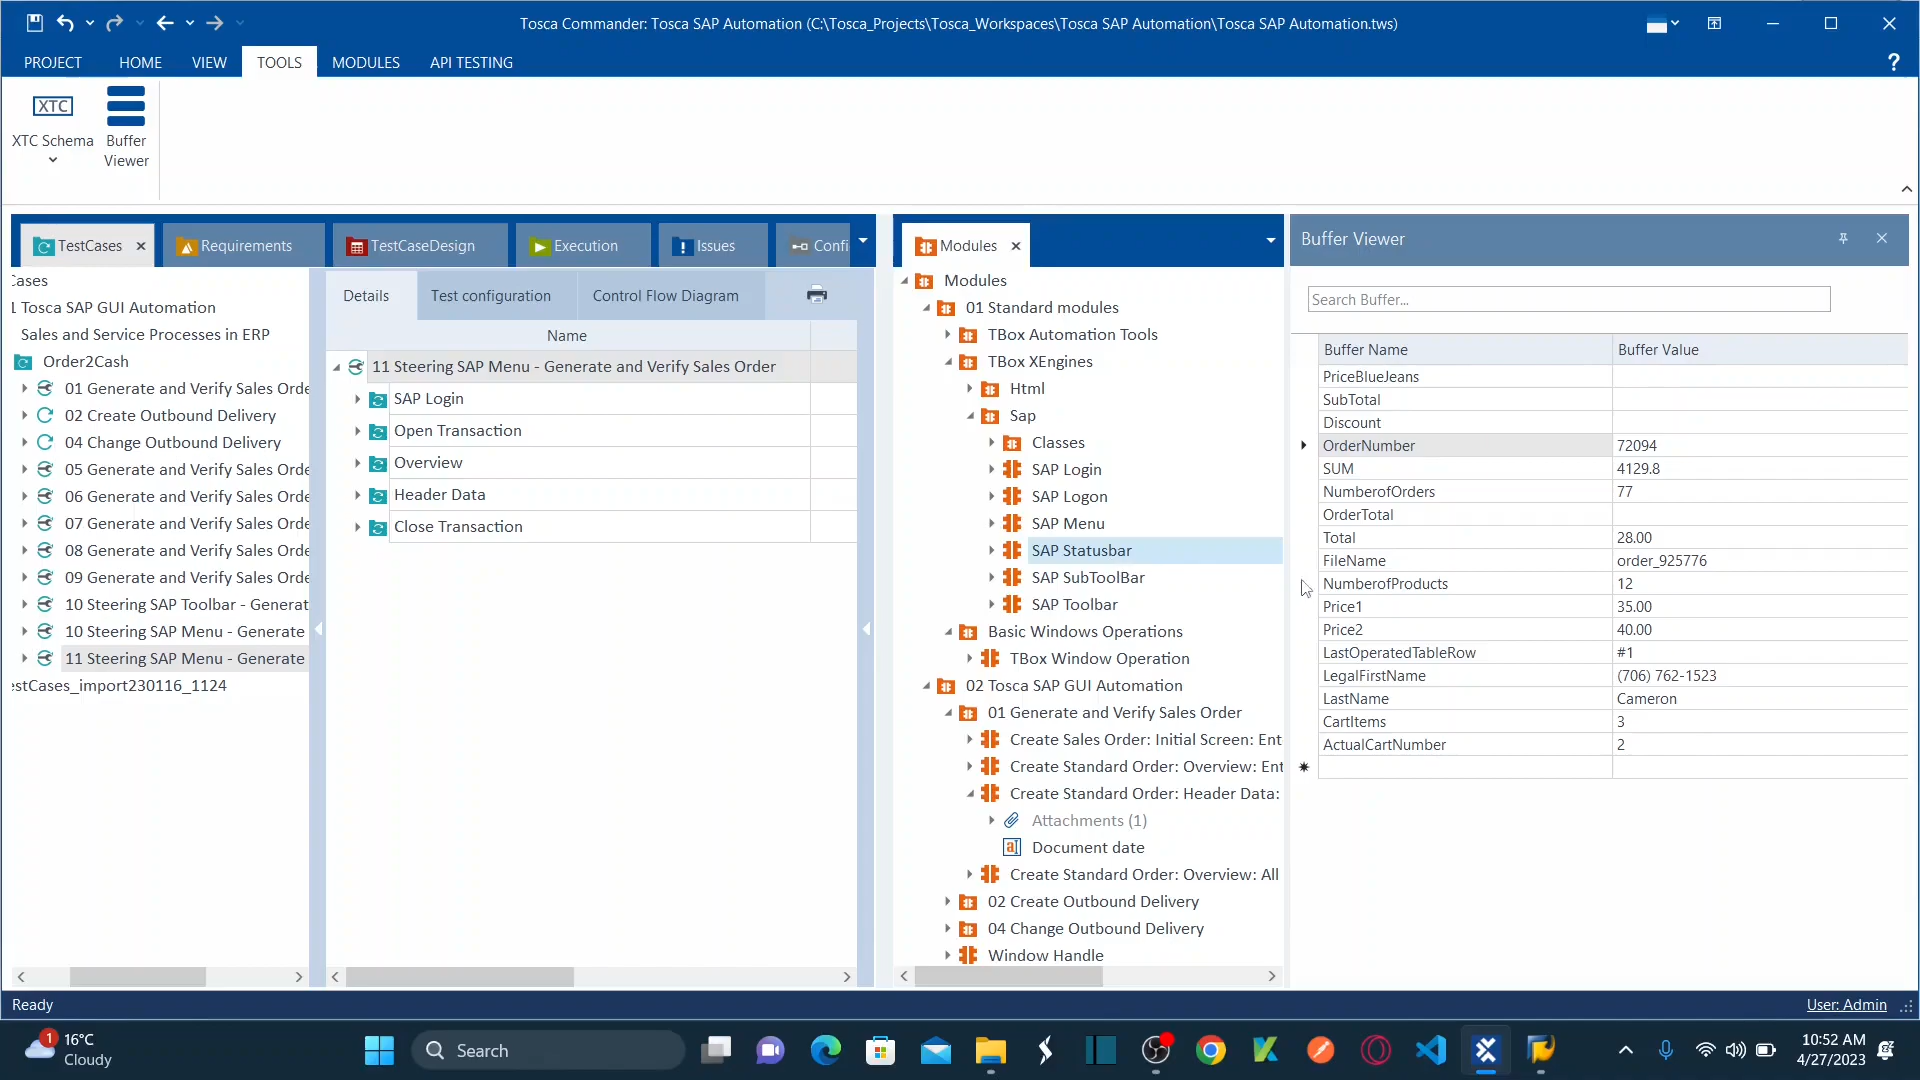 Tosca Commander: Tosca SAP Automation (C:\Tosca_Projects\Tosca_Workspaces\Tosca SAP Automation\Tosca SAP Automation.tws)
PROJECT HOME VIEW TOOLS MODULES API TESTING
?
XTC
XTC Schema
Buffer
Viewer
TestCases
Requirements
TestCaseDesign
Execution
Issues
Confi
Cases
1 Tosca SAP GUI Automation
Sales and Service Processes in ERP
Order2Cash
01 Generate and Verify Sales Orde
02 Create Outbound Delivery
04 Change Outbound Delivery
05 Generate and Verify Sales Orde
06 Generate and Verify Sales Orde
07 Generate and Verify Sales Orde
08 Generate and Verify Sales Orde
09 Generate and Verify Sales Orde
10 Steering SAP Toolbar - Generat
10 Steering SAP Menu - Generate
11 Steering SAP Menu - Generate
estCases_import230116_1124
Details
Test configuration
Control Flow Diagram
Name
11 Steering SAP Menu - Generate and Verify Sales Order
SAP Login
Open Transaction
Overview
Header Data
Close Transaction
Modules
Modules
01 Standard modules
TBox Automation Tools
TBox XEngines
Html
Sap
Classes
SAP Login
SAP Logon
SAP Menu
SAP Statusbar
SAP SubToolBar
SAP Toolbar
Basic Windows Operations
TBox Window Operation
02 Tosca SAP GUI Automation
01 Generate and Verify Sales Order
Create Sales Order: Initial Screen: Ent
Create Standard Order: Overview: Ent
Create Standard Order: Header Data:
Attachments (1)
Document date
Create Standard Order: Overview: All
02 Create Outbound Delivery
04 Change Outbound Delivery
Window Handle
Buffer Viewer
Search Buffer...
Buffer Name Buffer Value
PriceBlueJeans
SubTotal
Discount
OrderNumber 72094
SUM 4129.8
NumberofOrders 77
OrderTotal
Total 28.00
FileName order_925776
NumberofProducts 12
Price1 35.00
Price2 40.00
LastOperatedTableRow #1
LegalFirstName (706) 762-1523
LastName Cameron
CartItems 3
ActualCartNumber 2
Ready
User: Admin
1
16°C
Cloudy
Search
10:52 AM
4/27/2023